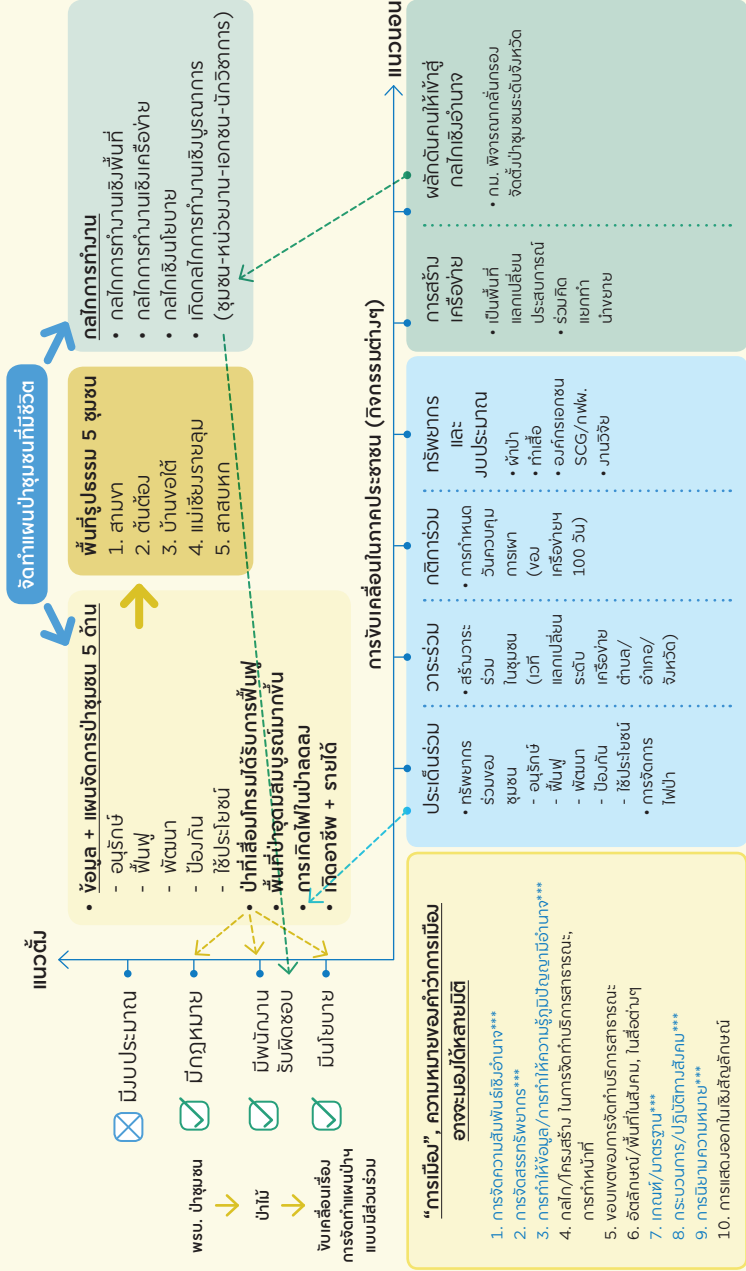 จัดทำแผนป่าชุมชนที่มีชีวิต
แนวตั้ง
มีงบประมาณ
มีกฎหมาย
มีพนักงาน
รับผิดชอบ
มีนโยบาย
พรบ. ป่าชุมชน
ป่าไม้
ขับเคลื่อนเรื่อง
การจัดทำแผนป่าฯ
แบบมีส่วนร่วม
• ข้อมูล + แผนจัดการป่าชุมชน 5 ด้าน
- อนุรักษ์
- ฟื้นฟู
- พัฒนา
- ป้องกัน
- ใช้ประโยชน์
• ป่าที่เสื่อมโทรมได้รับการฟื้นฟู
• พื้นที่ป่าอุดมสมบูรณ์มากขึ้น
• การเกิดไฟในป่าลดลง
• เกิดอาชีพ + รายได้
พื้นที่รูปธรรม 5 ชุมชน
1. สามขา
2. ต้นต้อง
3. บ้านขอใต้
4. แม่เชียงรายลุ่ม
5. สาสบหก
กลไกการทำงาน
• กลไกการทำงานเชิงพื้นที่
• กลไกการทำงานเชิงเครือข่าย
• กลไกเชิงนโยบาย
• เกิดกลไกการทำงานเชิงบูรณาการ
(ชุมชน-หน่วยงาน-เอกชน-นักวิชาการ)
การขับเคลื่อนในภาคประชาชน (กิจกรรมต่างๆ)
แนวนอน
"การเมือง", ความหมายของคำว่าการเมือง
อาจจะมองได้หลายมิติ
1. การจัดความสัมพันธ์เชิงอำนาจ***
2. การจัดสรรทรัพยากร***
3. การทำให้ข้อมูล/การทำให้ความรู้ภูมิปัญญามีอำนาจ***
4. กลไก/โครงสร้าง ในการจัดทำบริการสาธารณะ,
การทำหน้าที่
5. ขอบเขตของการจัดทำบริการสาธารณะ
6. อัตลักษณ์/พื้นที่ในสังคม, ในสื่อต่างๆ
7. เกณฑ์/มาตรฐาน***
8. กระบวนการ/ปฏิบัติทางสังคม***
9. การนิยามความหมาย***
10. การแสดงออกในเชิงสัญลักษณ์
ประเด็นร่วม
• ทรัพยากร
ร่วมของ
ชุมชน
- อนุรักษ์
- ฟื้นฟู
- พัฒนา
- ป้องกัน
- ใช้ประโยชน์
• การจัดการ
ไฟป่า
วาระร่วม
• สร้างวาระ
ร่วม
ในชุมชน
(เวที
แลกเปลี่ยน
ระดับ
เครือข่าย
ตำบล/
อำเภอ/
จังหวัด)
กติการ่วม
• การกำหนด
วันควบคุม
การเผา
(ของ
เครือข่ายฯ
100 วัน)
ทรัพยากร
และ
งบประมาณ
• ผ้าป่า
• ทำเสื้อ
• องค์กรเอกชน
SCG/กฟผ.
• งานวิจัย
การสร้าง
เครือข่าย
• เป็นพื้นที่
แลกเปลี่ยน
ประสบการณ์
• ร่วมคิด
แยกทำ
นำขยาย
ผลักดันคนให้เข้าสู่
กลไกเชิงอำนาจ
• กม. พิจารณากลั่นกรอง
จัดตั้งป่าชุมชนระดับจังหวัด